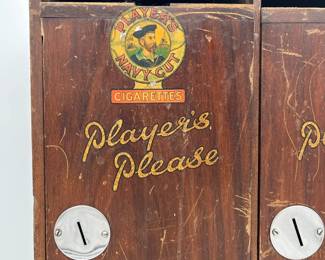 PLAYER'S
NAVY CUT
CIGARETTES
Player's
Please
P